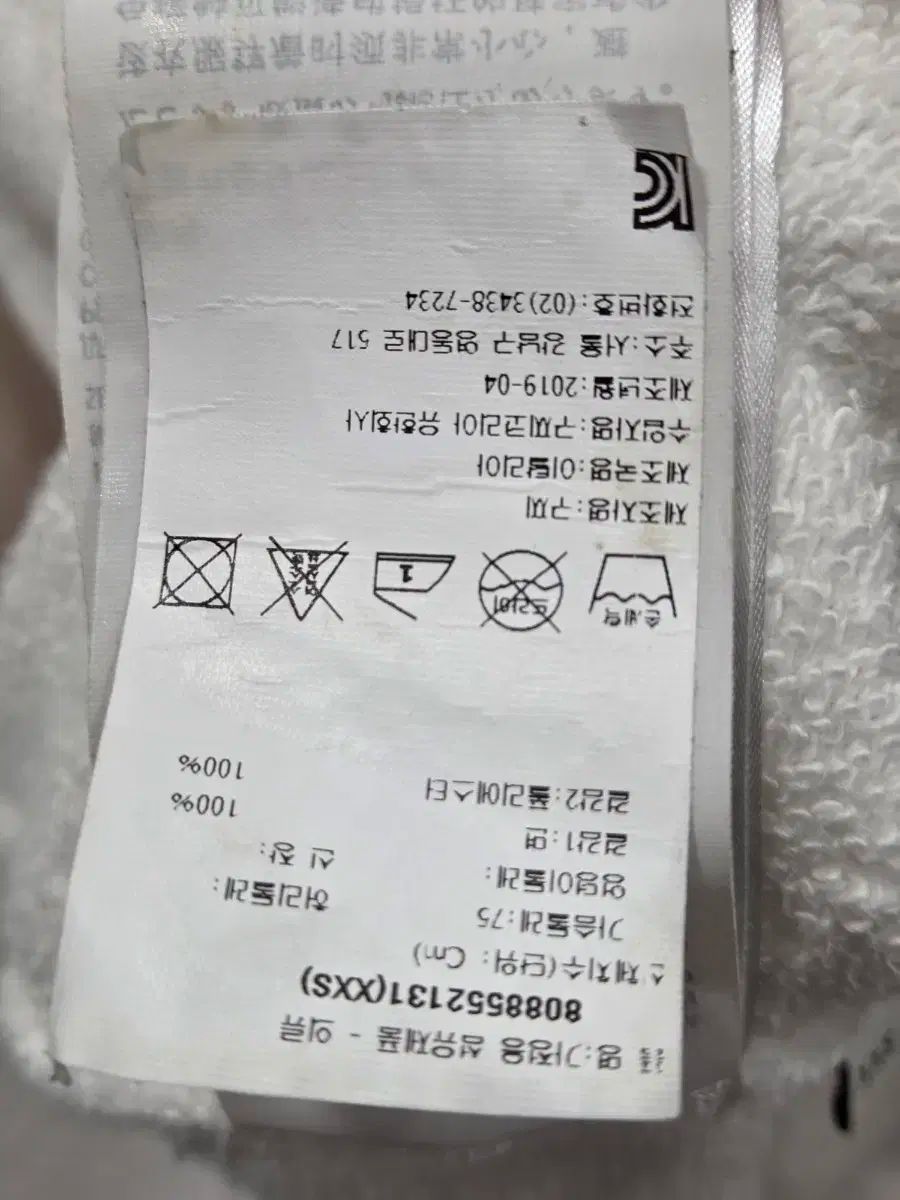 품 명:가정용 섬유제품 - 의류
8088552131(XXS)
신체치수(단위: Cm)
가슴둘레:75 허리둘레:
엉덩이둘레: 신 장:
겉감1:면 100%
겉감2:폴리에스터 100%
손세탁
드라이
1
제조자명:구찌
제조국명:이탈리아
수입자명:구찌코리아 유한회사
제조년월:2019-04
주소:서울 강남구 영동대로 517
전화번호:(02)3438-7234